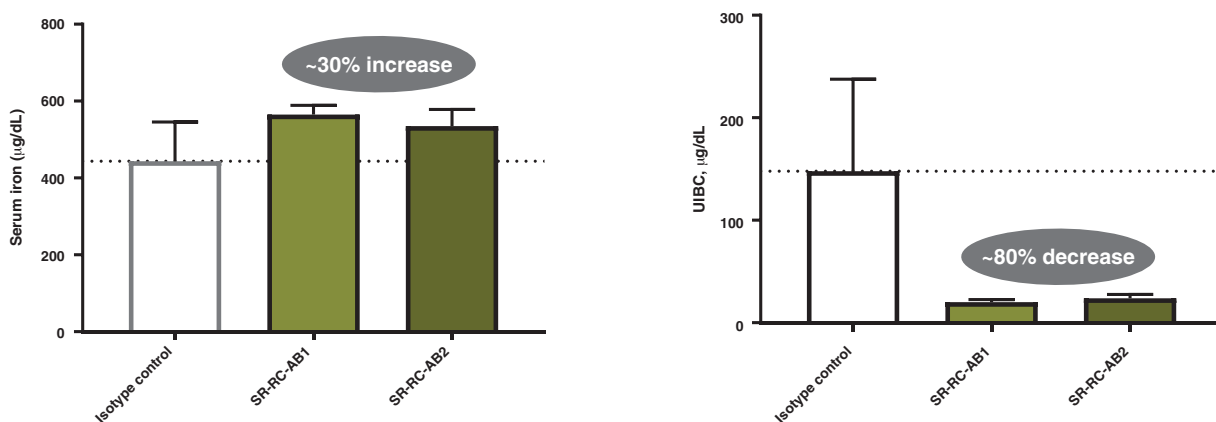 800
600
400
200
0
Serum iron (μg/dL)
~30% increase
Isotype control
SR-RC-AB1
SR-RC-AB2
300
200
100
0
UIBC, μg/dL
~80% decrease
Isotype control
SR-RC-AB1
SR-RC-AB2